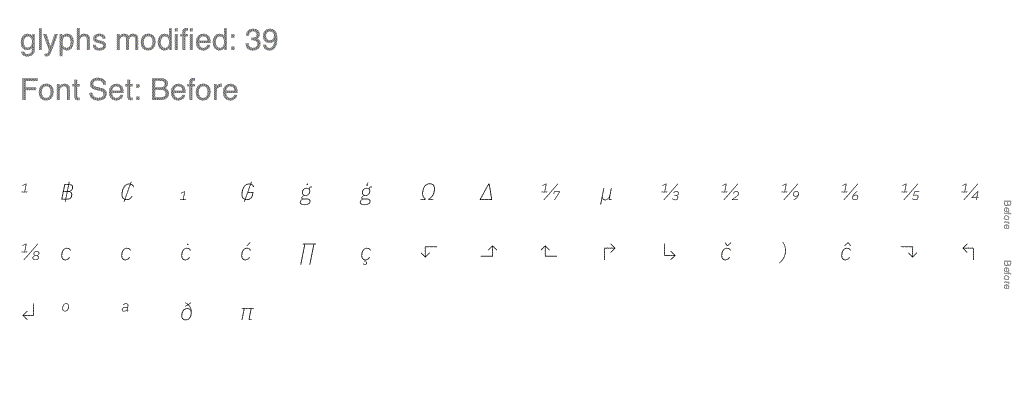 glyphs modified: 39
Font Set: Before
¹ ฿ ₵ ₁ ₲ ġ ģ Ω Δ ⅐ μ ⅓ ½ ⅑ ⅙ ⅕ ¼
Before
⅛ c c ċ ć ∏ ç ↶ ⮥ ⮢ ↱ ↳ č ) ĉ ⮧ ↰
Before
↲ º ª ð π